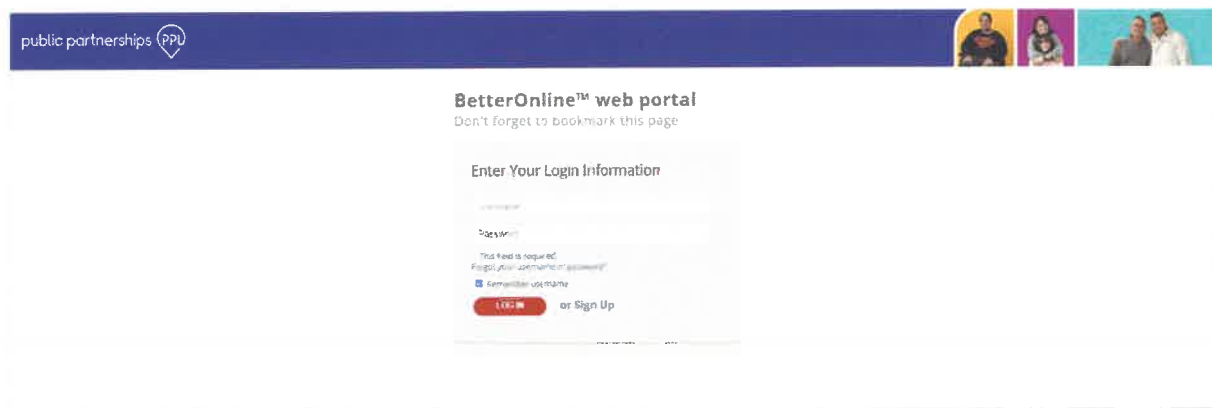 public partnerships PPL
BetterOnline™ web portal
Don't forget to bookmark this page
Enter Your Login Information
Password
This field is required.
Forgot your username or password?
Remember username
LOG IN
or Sign Up